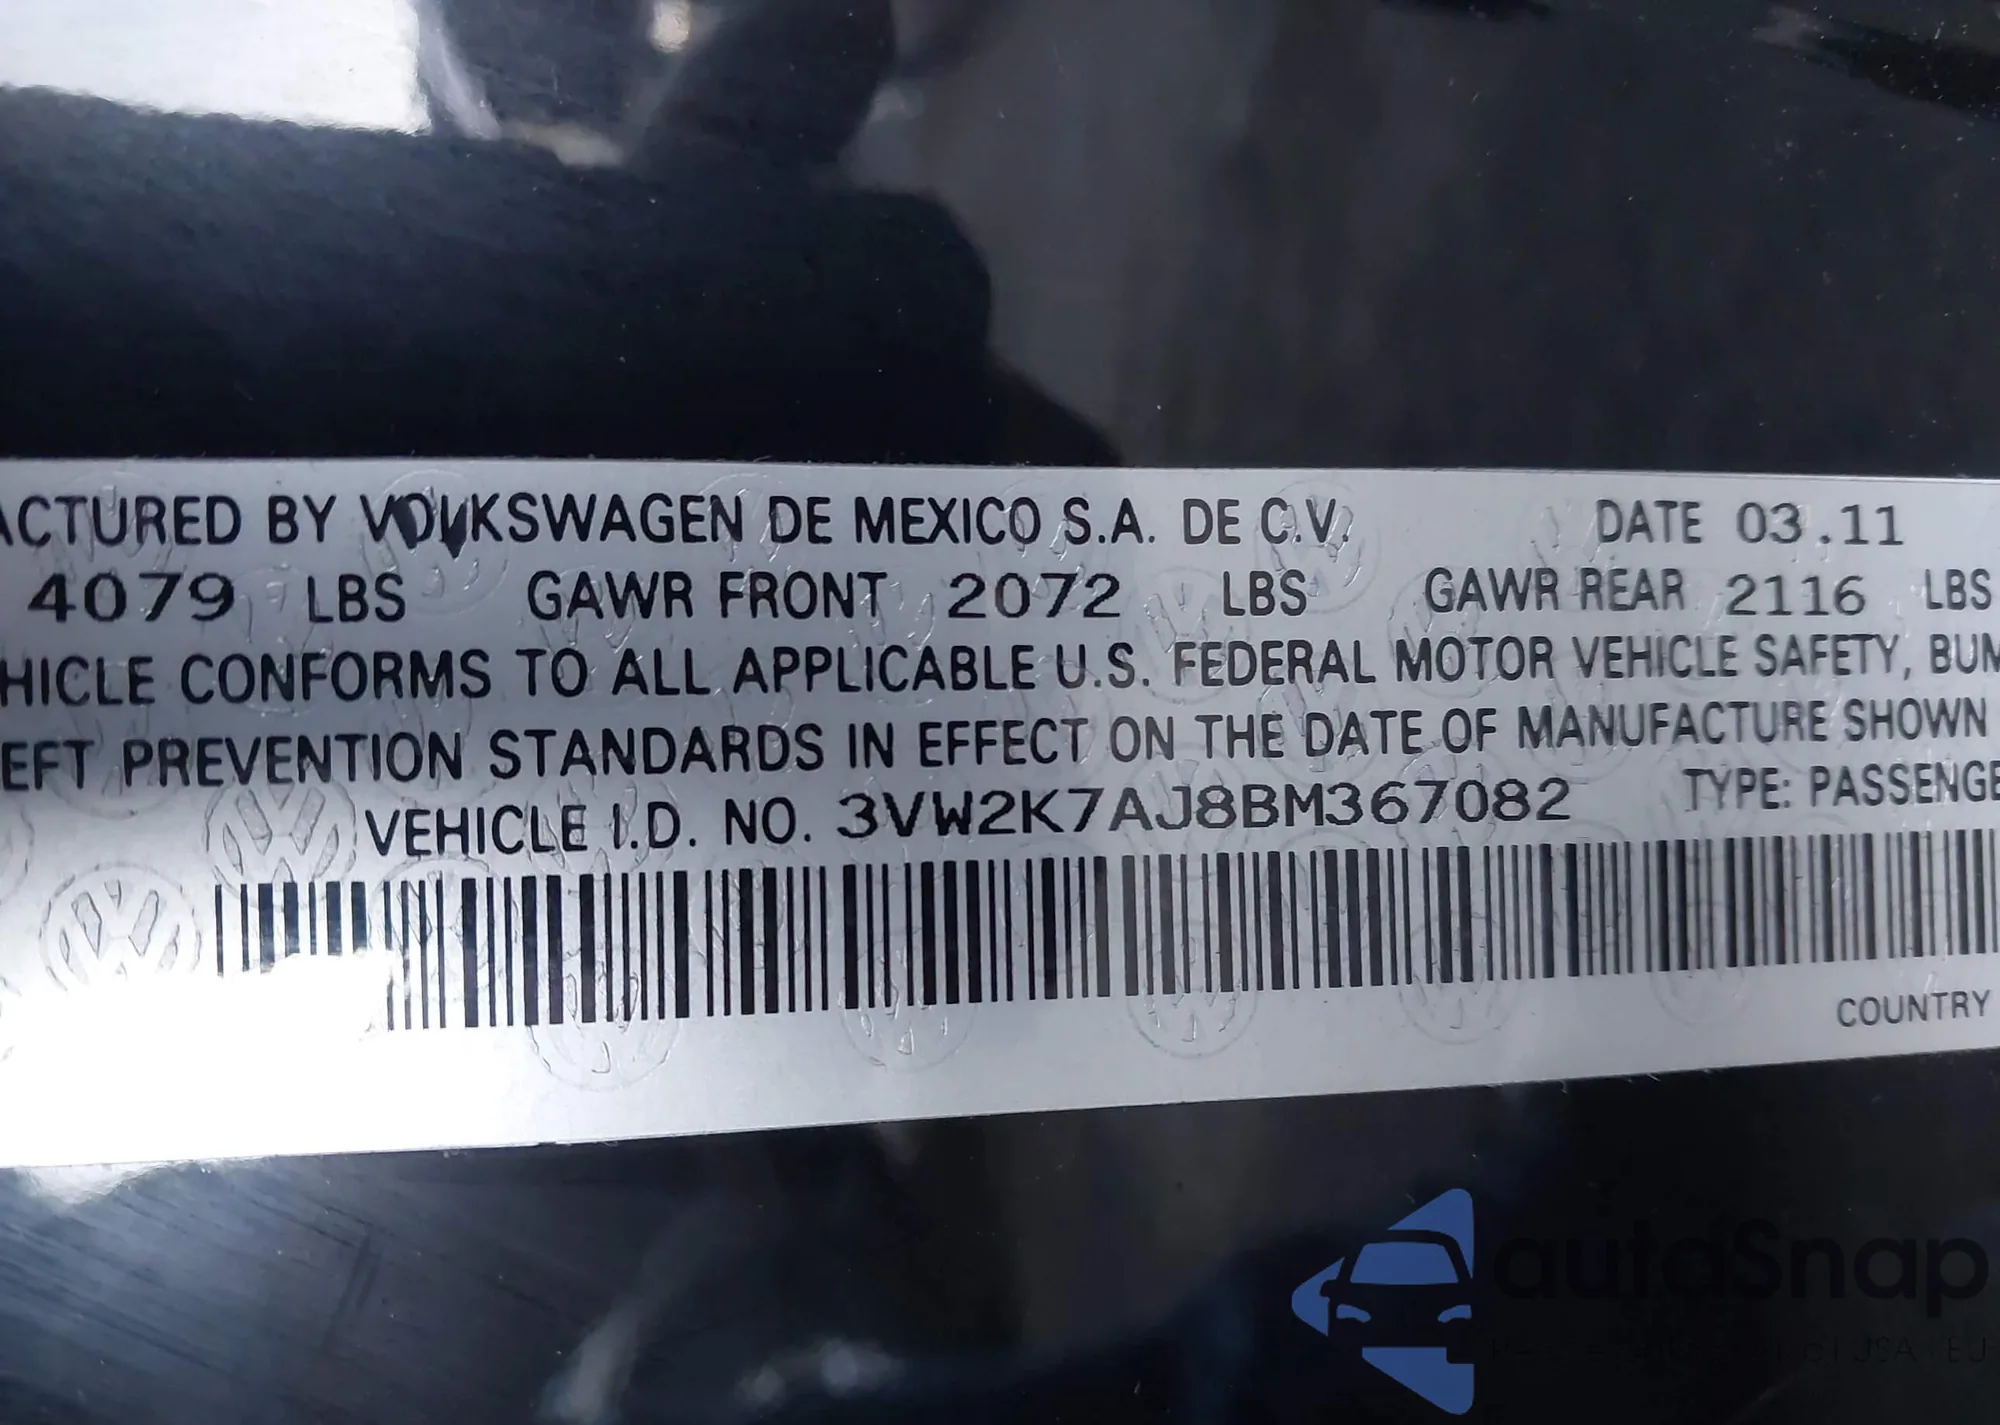 ACTURED BY VOLKSWAGEN DE MEXICO S.A. DE C.V. DATE 03.11
4079 LBS GAWR FRONT 2072 LBS GAWR REAR 2116 LBS
HICLE CONFORMS TO ALL APPLICABLE U.S. FEDERAL MOTOR VEHICLE SAFETY, BUM
EFT PREVENTION STANDARDS IN EFFECT ON THE DATE OF MANUFACTURE SHOWN
VEHICLE I.D. NO. 3VW2K7AJ8BM367082 TYPE: PASSENGE
COUNTRY
autoSnap